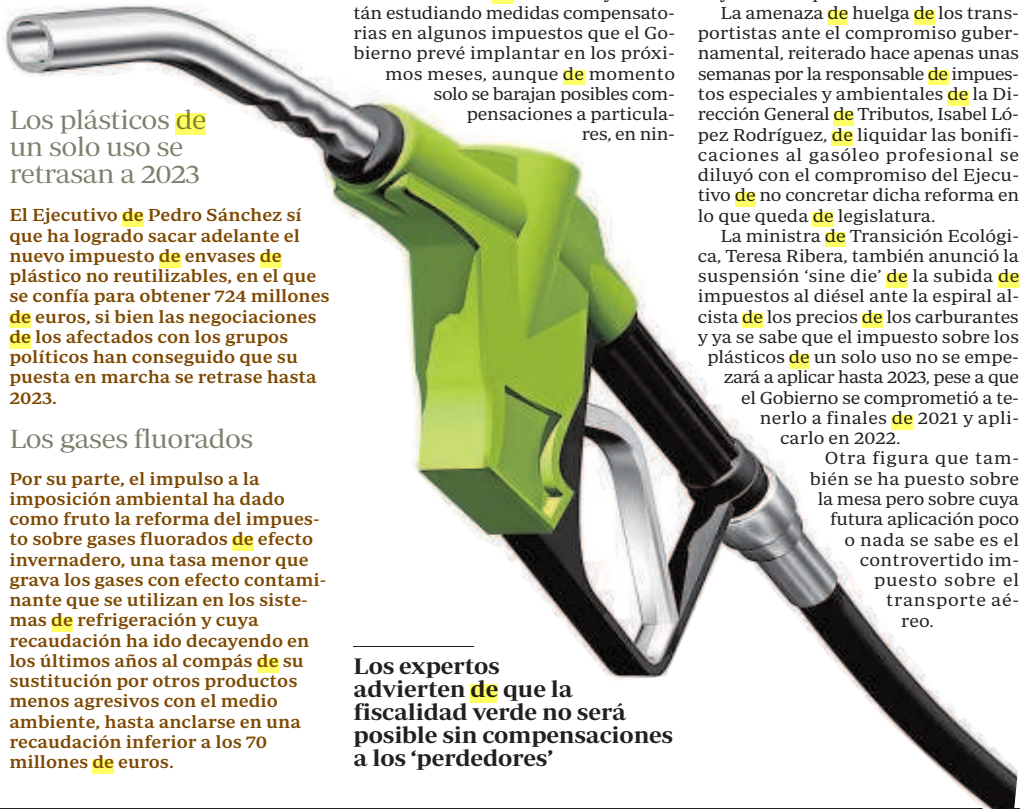 Los plásticos de
un solo uso se
retrasan a 2023
El Ejecutivo de Pedro Sánchez sí
que ha logrado sacar adelante el
nuevo impuesto de envases de
plástico no reutilizables, en el que
se confía para obtener 724 millones
de euros, si bien las negociaciones
de los afectados con los grupos
políticos han conseguido que su
puesta en marcha se retrase hasta
2023.
Los gases fluorados
Por su parte, el impulso a la
imposición ambiental ha dado
como fruto la reforma del impues-
to sobre gases fluorados de efecto
invernadero, una tasa menor que
grava los gases con efecto contami-
nante que se utilizan en los siste-
mas de refrigeración y cuya
recaudación ha ido decayendo en
los últimos años al compás de su
sustitución por otros productos
menos agresivos con el medio
ambiente, hasta anclarse en una
recaudación inferior a los 70
millones de euros.
tán estudiando medidas compensato-
rias en algunos impuestos que el Go-
bierno prevé implantar en los próxi-
mos meses, aunque de momento
solo se barajan posibles com-
pensaciones a particula-
res, en nin-
Los expertos
advierten de que la
fiscalidad verde no será
posible sin compensaciones
a los ‘perdedores’
La amenaza de huelga de los trans-
portistas ante el compromiso guber-
namental, reiterado hace apenas unas
semanas por la responsable de impues-
tos especiales y ambientales de la Di-
rección General de Tributos, Isabel Ló-
pez Rodríguez, de liquidar las bonifi-
caciones al gasóleo profesional se
diluyó con el compromiso del Ejecu-
tivo de no concretar dicha reforma en
lo que queda de legislatura.
La ministra de Transición Ecológi-
ca, Teresa Ribera, también anunció la
suspensión ‘sine die’ de la subida de
impuestos al diésel ante la espiral al-
cista de los precios de los carburantes
y ya se sabe que el impuesto sobre los
plásticos de un solo uso no se empe-
zará a aplicar hasta 2023, pese a que
el Gobierno se comprometió a te-
nerlo a finales de 2021 y apli-
carlo en 2022.
Otra figura que tam-
bién se ha puesto sobre
la mesa pero sobre cuya
futura aplicación poco
o nada se sabe es el
controvertido im-
puesto sobre el
transporte aé-
reo.